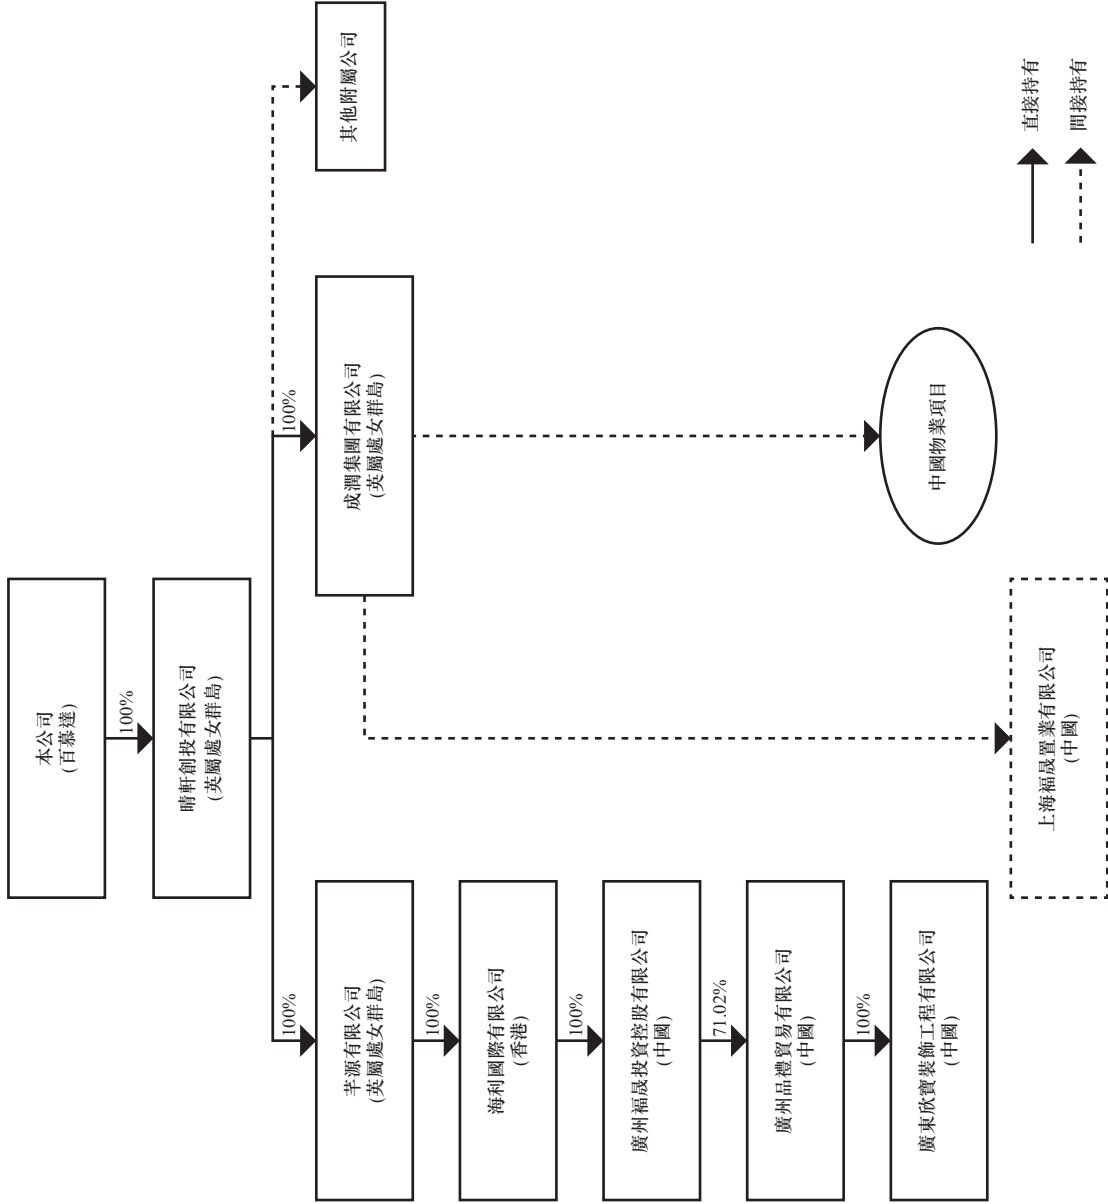 本公司
(百慕達)
100%
晴軒創投有限公司
(英屬處女群島)
100%
100%
芊源有限公司
(英屬處女群島)
成潤集團有限公司
(英屬處女群島)
其他附屬公司
100%
海利國際有限公司
(香港)
100%
廣州福晟投資控股有限公司
(中國)
71.02%
廣州品禮貿易有限公司
(中國)
100%
廣東欣寶裝飾工程有限公司
(中國)
中國物業項目
上海福晟置業有限公司
(中國)
直接持有
間接持有